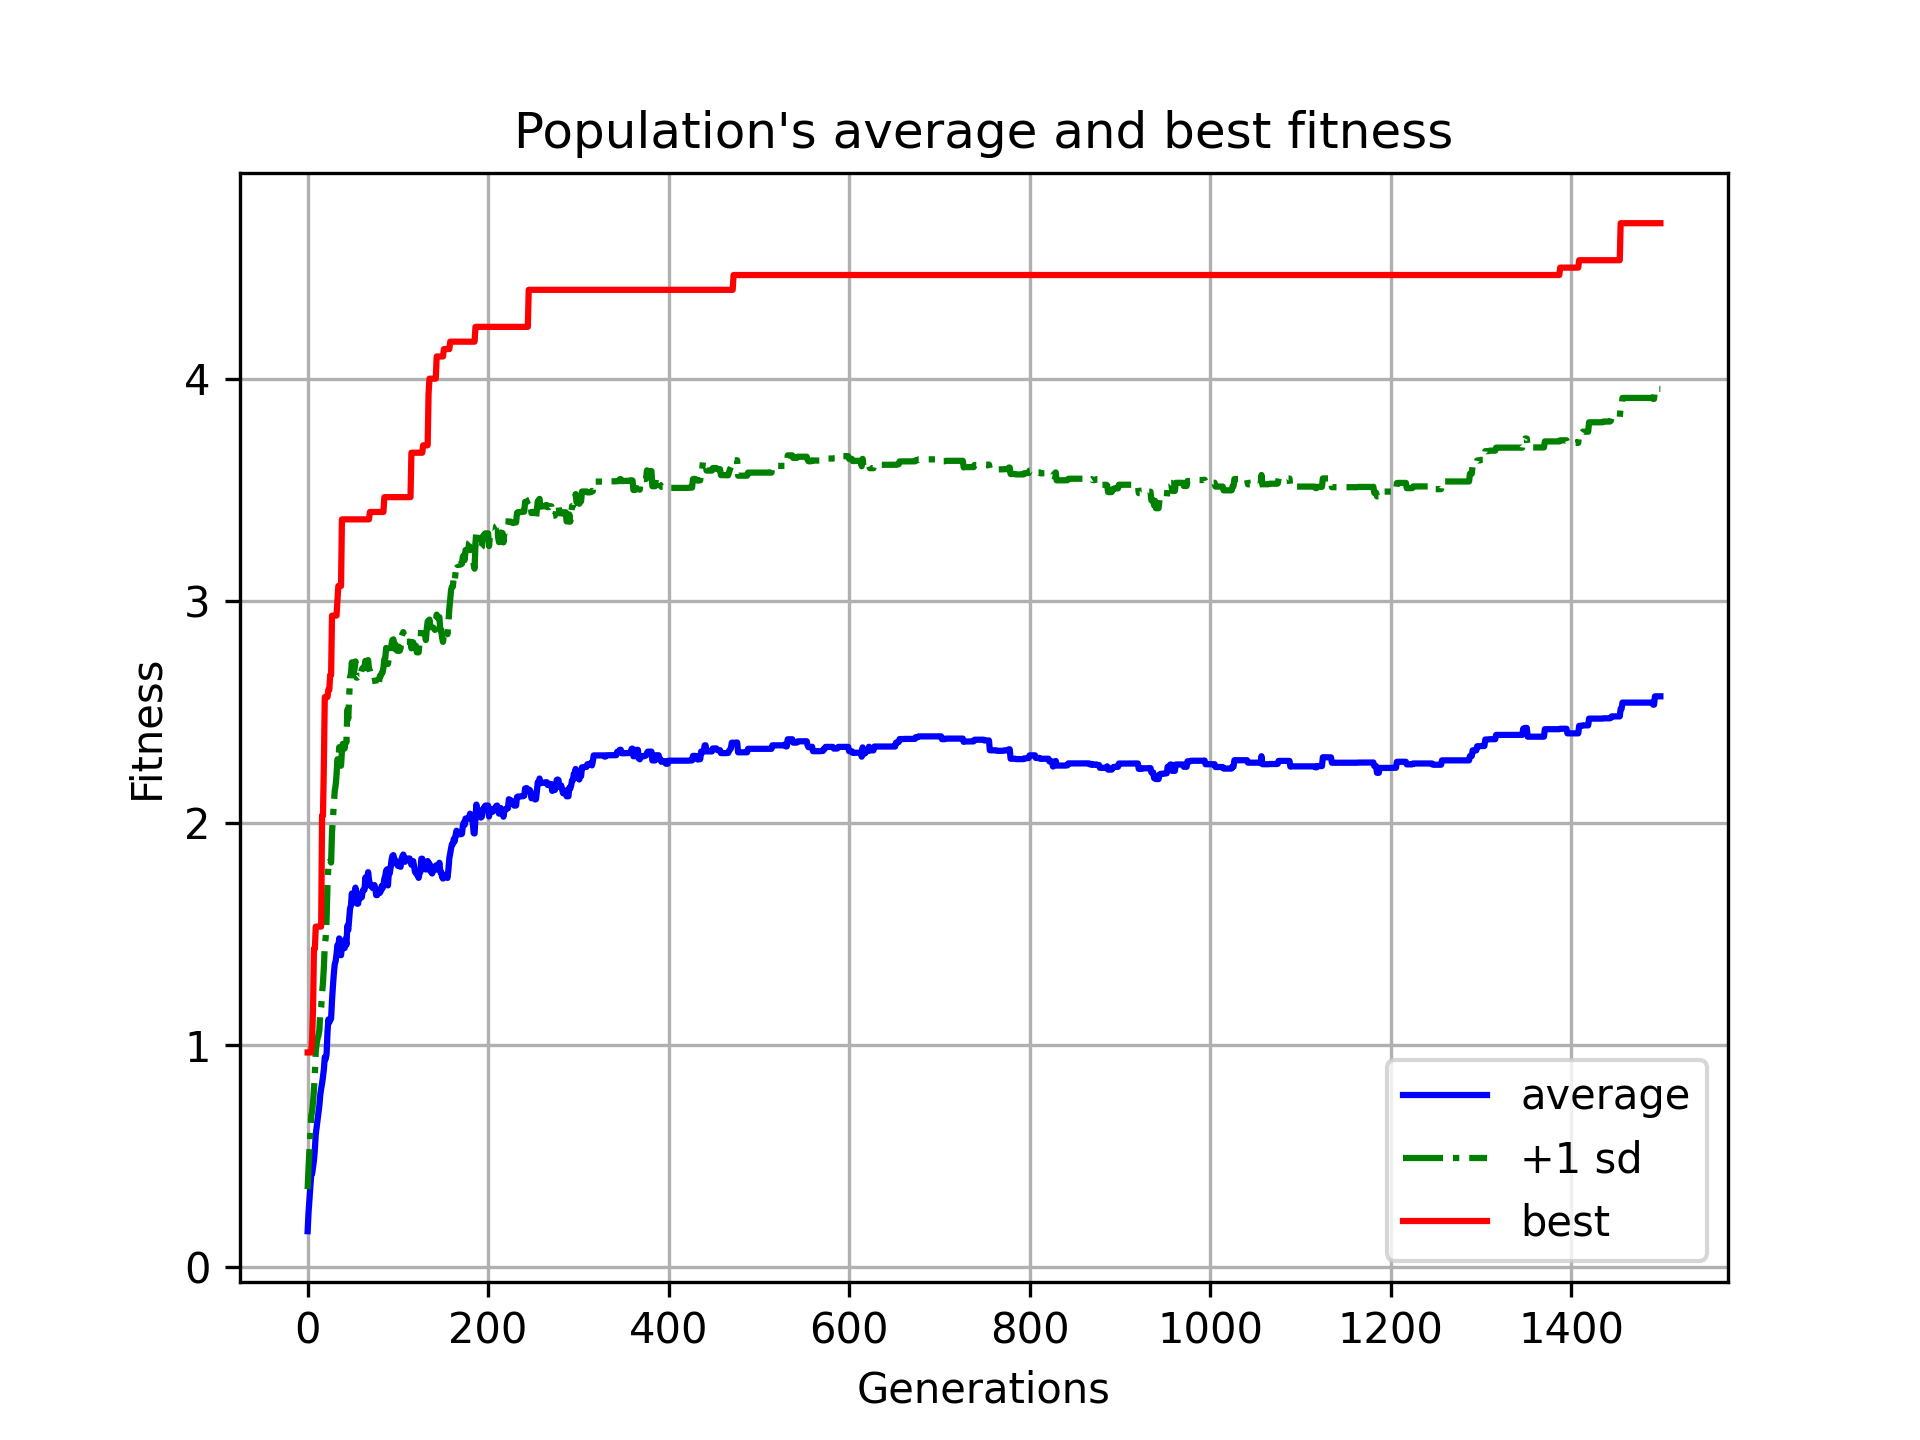 Population's average and best fitness
Fitness
4
3
2
1
0
0 200 400 600 800 1000 1200 1400
Generations
average
+1 sd
best